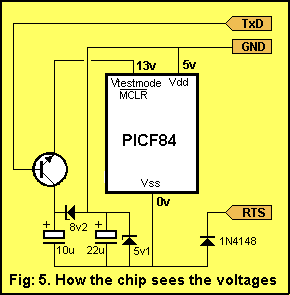 TxD
GND
13v
5v
Vtestmode
Vdd
MCLR
PICF84
Vss
0v
RTS
8v2
+
10u
+
22u
5v1
1N4148
Fig: 5. How the chip sees the voltages